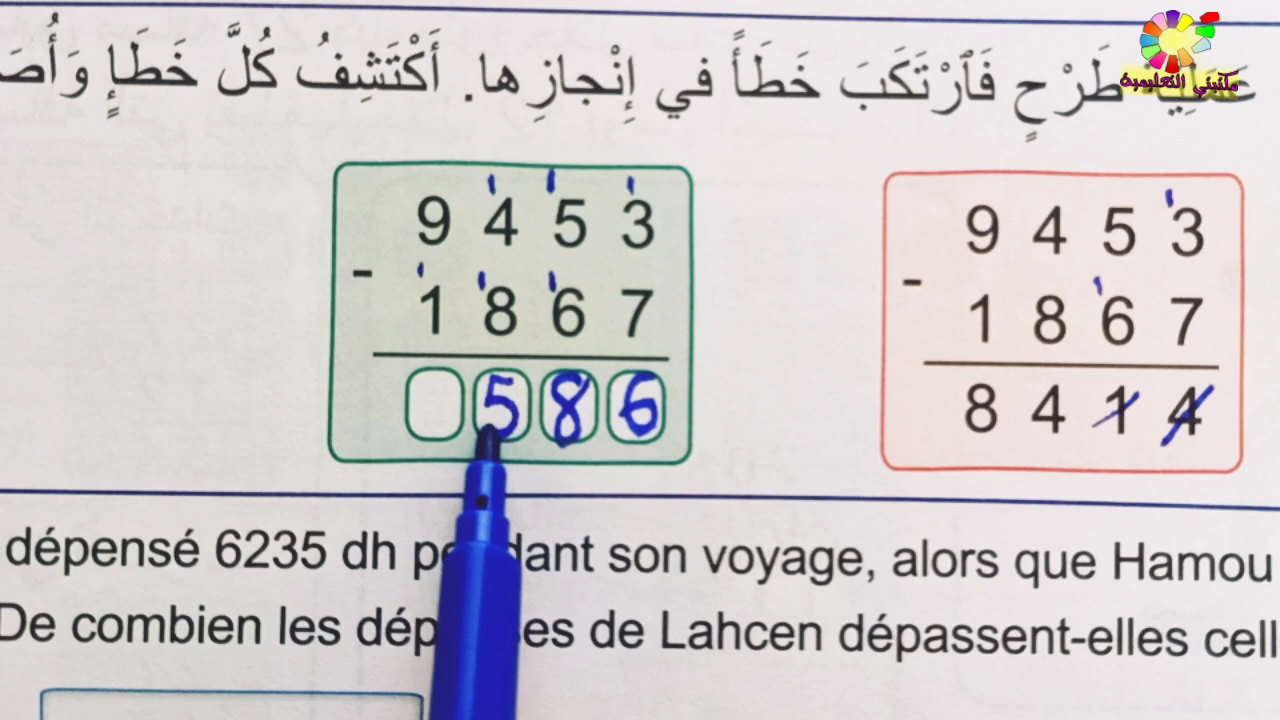 مكتبتي التعليمية
طَرْحٍ فَٱرْتَكَبَ خَطَأً في إِنْجازِها. أَكْتَشِفُ كُلَّ خَطَإٍ وَأُصَ
9 4 5 3
- 1 8 6 7
5 8 6
9 4 5 3
- 1 8 6 7
8 4 1 4
dépensé 6235 dh son voyage, alors que Hamou
De combien les de Lahcen dépassent-elles cell